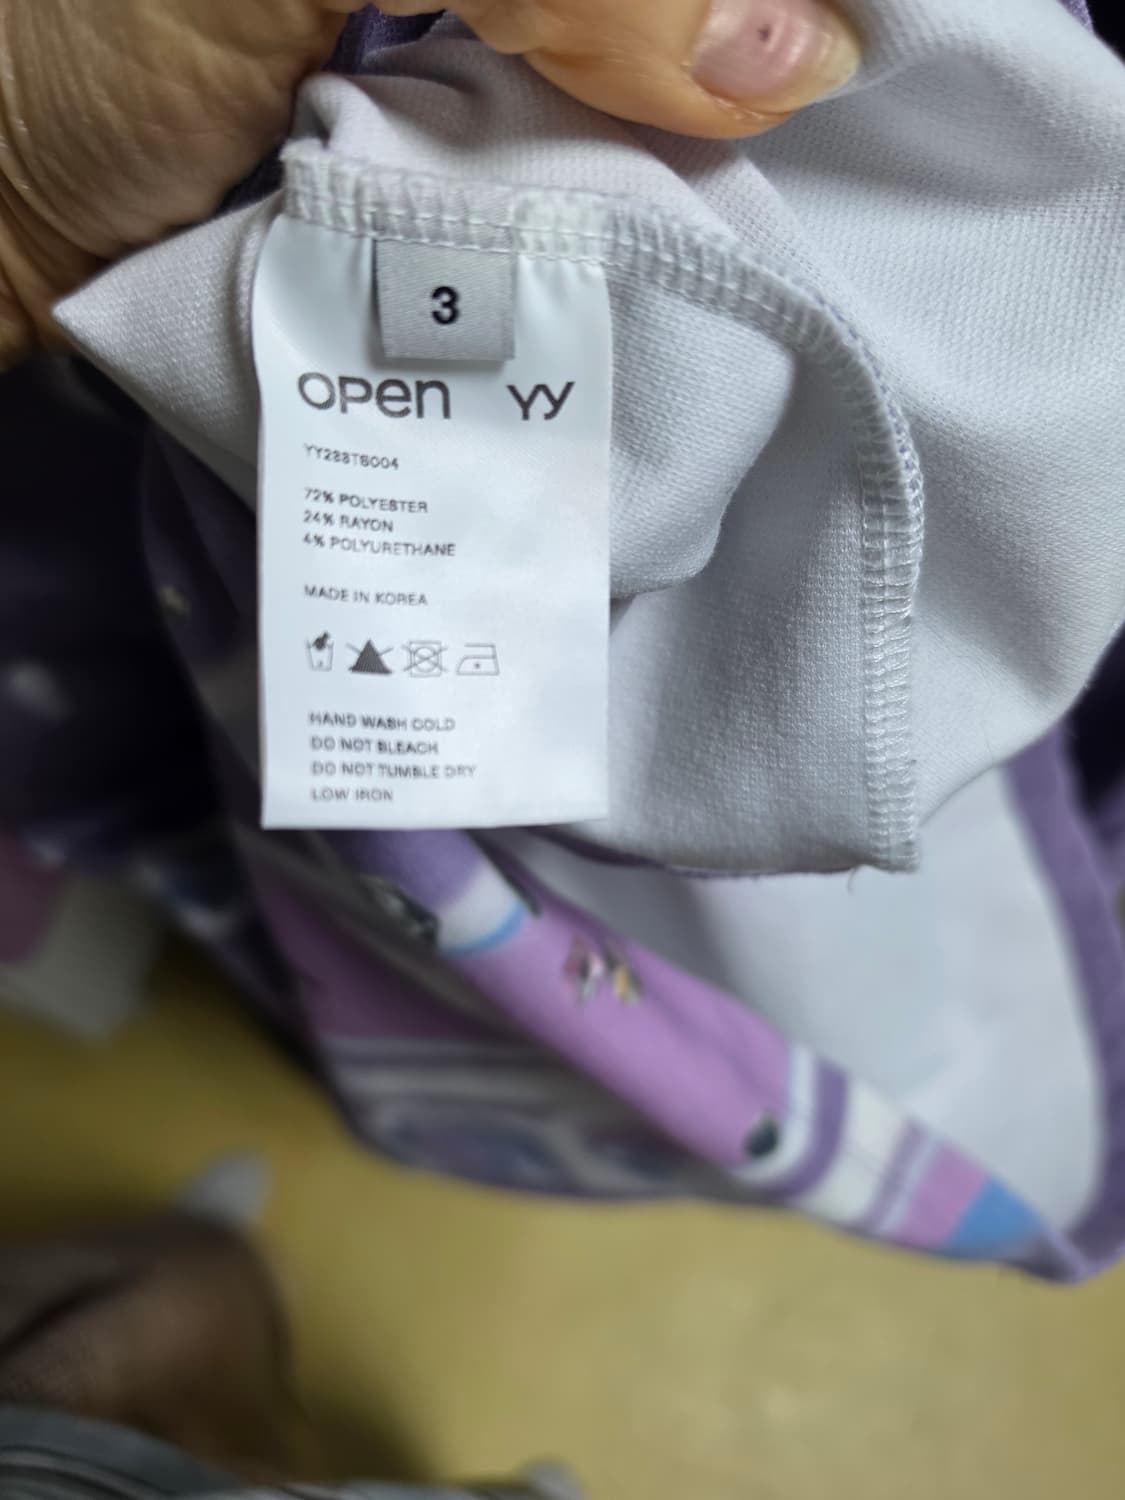 3
OPEN YY
YY233TS004
72% POLYESTER
24% RAYON
4% POLYURETHANE
MADE IN KOREA
HAND WASH COLD
DO NOT BLEACH
DO NOT TUMBLE DRY
LOW IRON